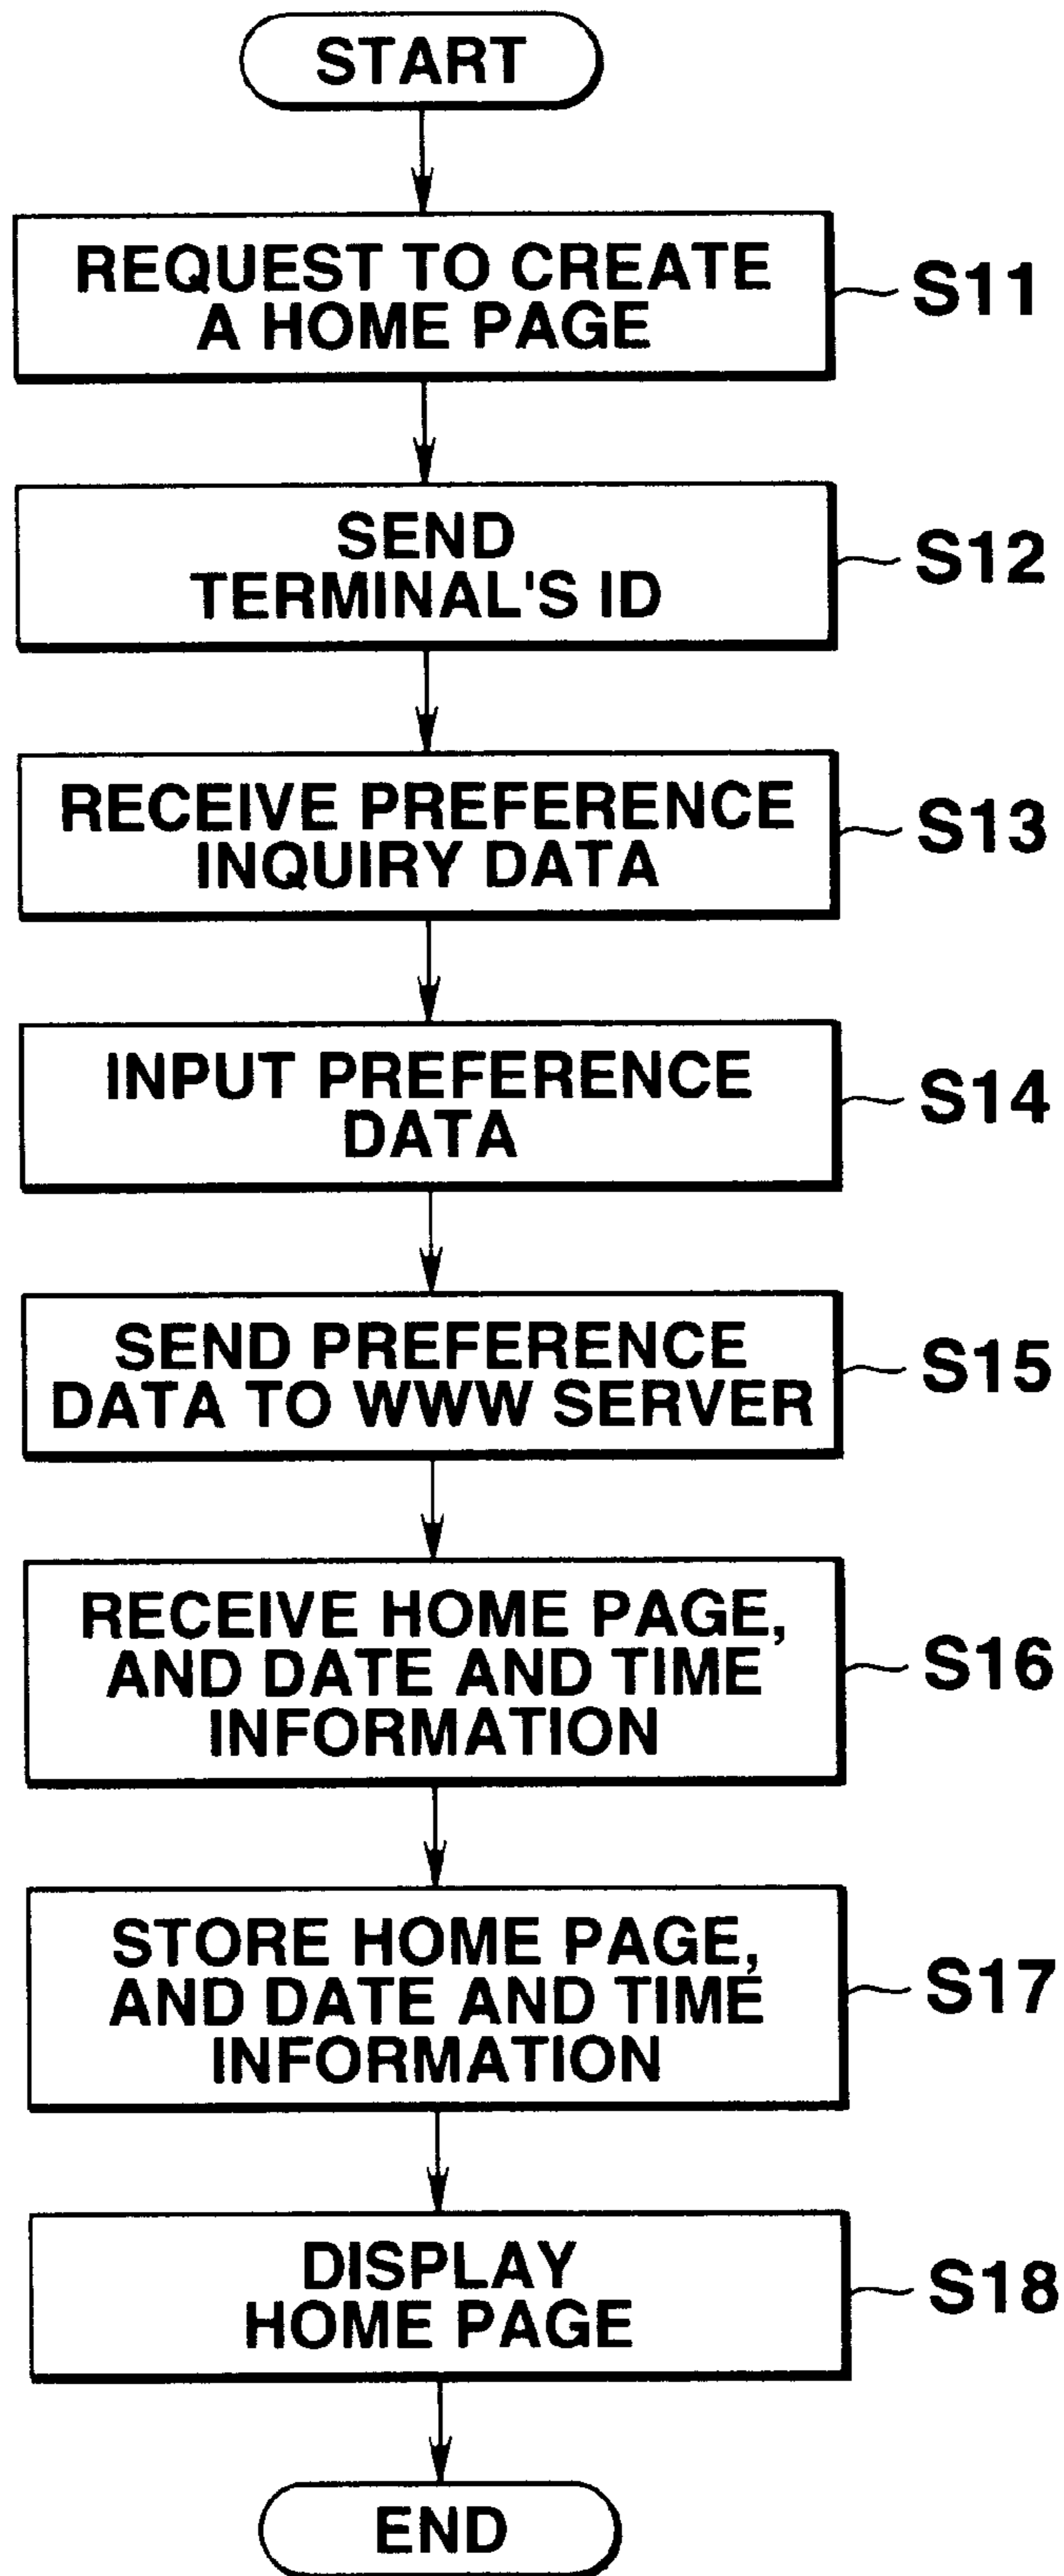 START
REQUEST TO CREATE
A HOME PAGE
S11
SEND
TERMINAL'S ID
S12
RECEIVE PREFERENCE
INQUIRY DATA
S13
INPUT PREFERENCE
DATA
S14
SEND PREFERENCE
DATA TO WWW SERVER
S15
RECEIVE HOME PAGE,
AND DATE AND TIME
INFORMATION
S16
STORE HOME PAGE,
AND DATE AND TIME
INFORMATION
S17
DISPLAY
HOME PAGE
S18
END